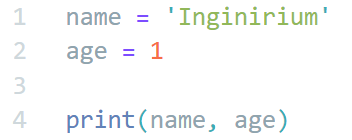 1 name = 'Inginirium'
2 age = 1
3
4 print(name, age)